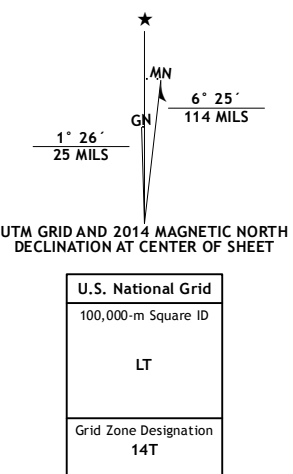 ★
MN
6° 25´
114 MILS
GN
1° 26´
25 MILS
UTM GRID AND 2014 MAGNETIC NORTH
DECLINATION AT CENTER OF SHEET
U.S. National Grid
100,000-m Square ID
LT
Grid Zone Designation
14T